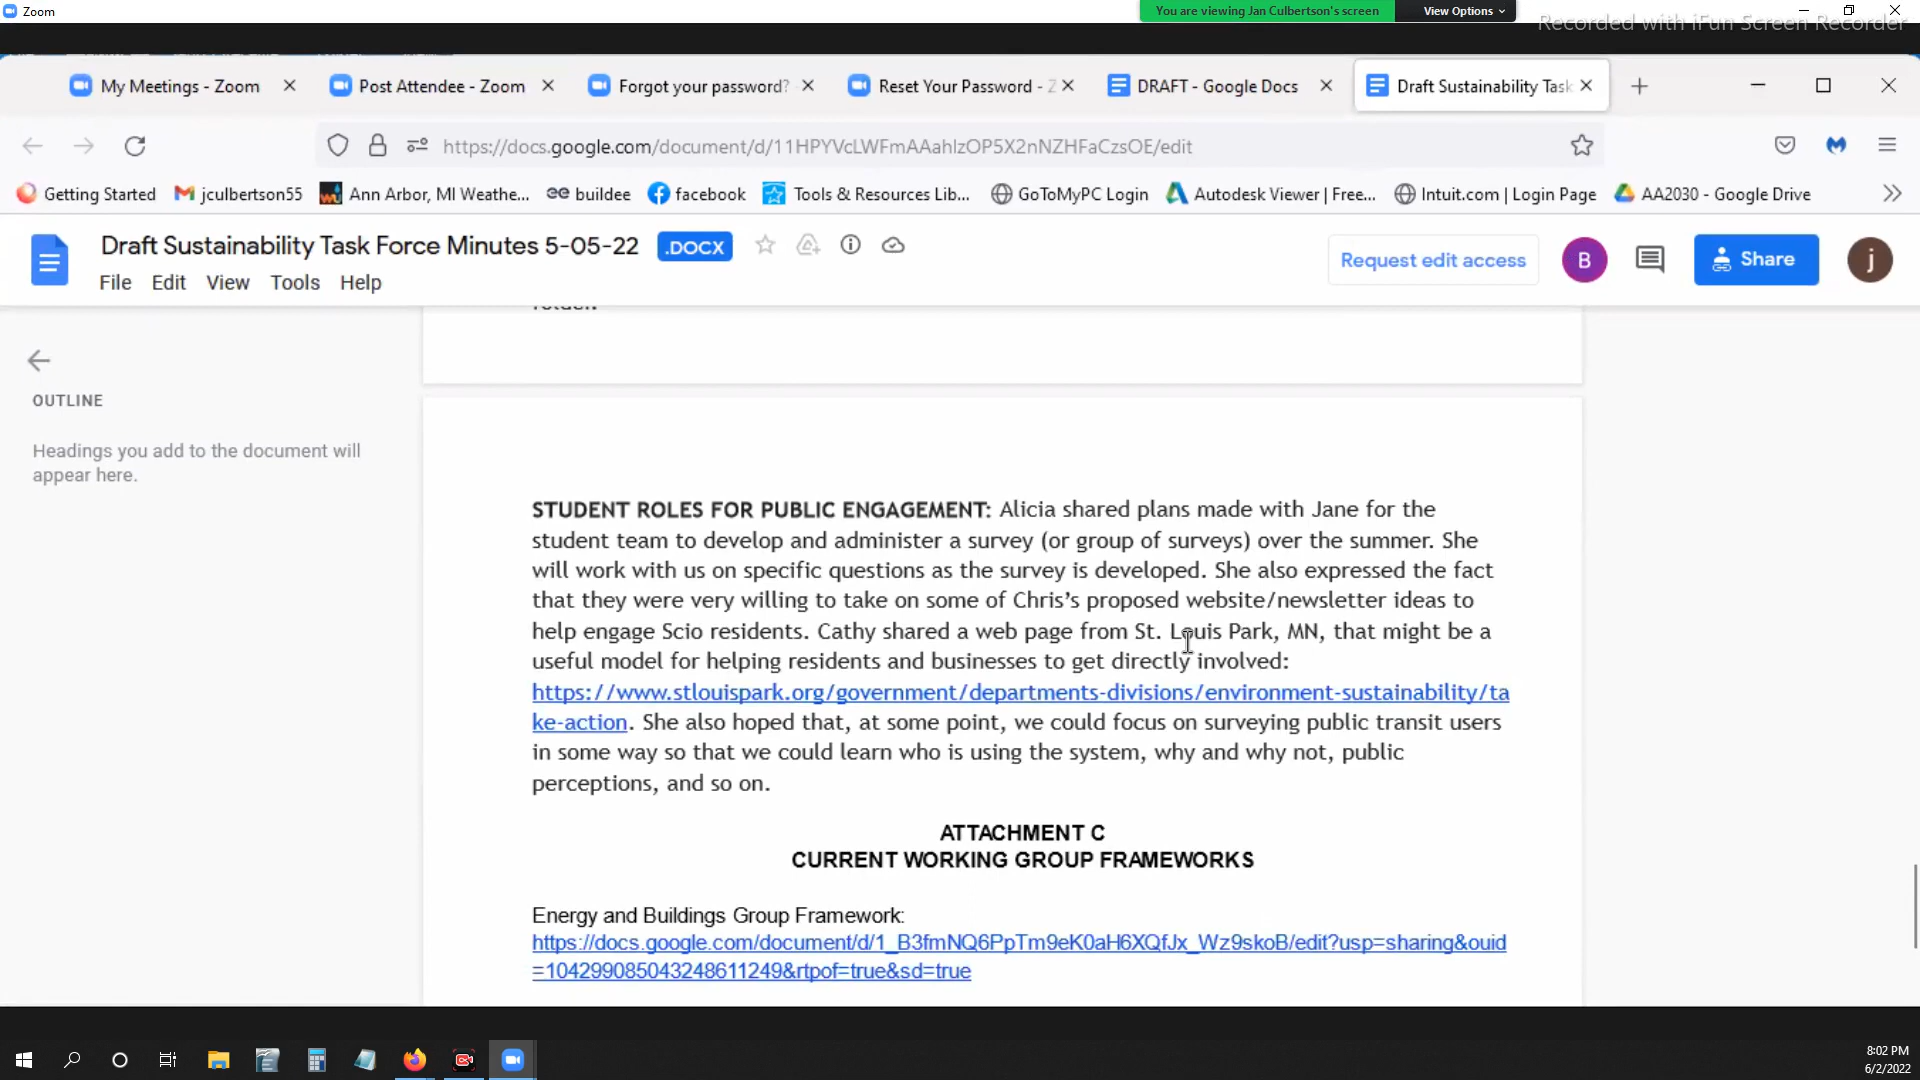 Zoom
You are viewing Jan Culbertson's screen
View Options
Recorded with iFun Screen Recorder
My Meetings - Zoom
Post Attendee - Zoom
Forgot your password?
Reset Your Password - Z
DRAFT - Google Docs
Draft Sustainability Task
https://docs.google.com/document/d/11HPYVcLWFmAAahlzOP5X2nNZHFaCzsOE/edit
Getting Started
jculbertson55
Ann Arbor, MI Weathe...
ee buildee
facebook
Tools & Resources Lib...
GoToMyPC Login
Autodesk Viewer | Free...
Intuit.com | Login Page
AA2030 - Google Drive
Draft Sustainability Task Force Minutes 5-05-22
.DOCX
File Edit View Tools Help
Request edit access
B
Share
j
folder.
OUTLINE
Headings you add to the document will
appear here.
STUDENT ROLES FOR PUBLIC ENGAGEMENT: Alicia shared plans made with Jane for the
student team to develop and administer a survey (or group of surveys) over the summer. She
will work with us on specific questions as the survey is developed. She also expressed the fact
that they were very willing to take on some of Chris's proposed website/newsletter ideas to
help engage Scio residents. Cathy shared a web page from St. Louis Park, MN, that might be a
useful model for helping residents and businesses to get directly involved:
https://www.stlouispark.org/government/departments-divisions/environment-sustainability/ta
ke-action. She also hoped that, at some point, we could focus on surveying public transit users
in some way so that we could learn who is using the system, why and why not, public
perceptions, and so on.
ATTACHMENT C
CURRENT WORKING GROUP FRAMEWORKS
Energy and Buildings Group Framework:
https://docs.google.com/document/d/1_B3fmNQ6PpTm9eK0aH6XQfJx_Wz9skoB/edit?usp=sharing&ouid
=104299085043248611249&rtpof=true&sd=true
8:02 PM
6/2/2022